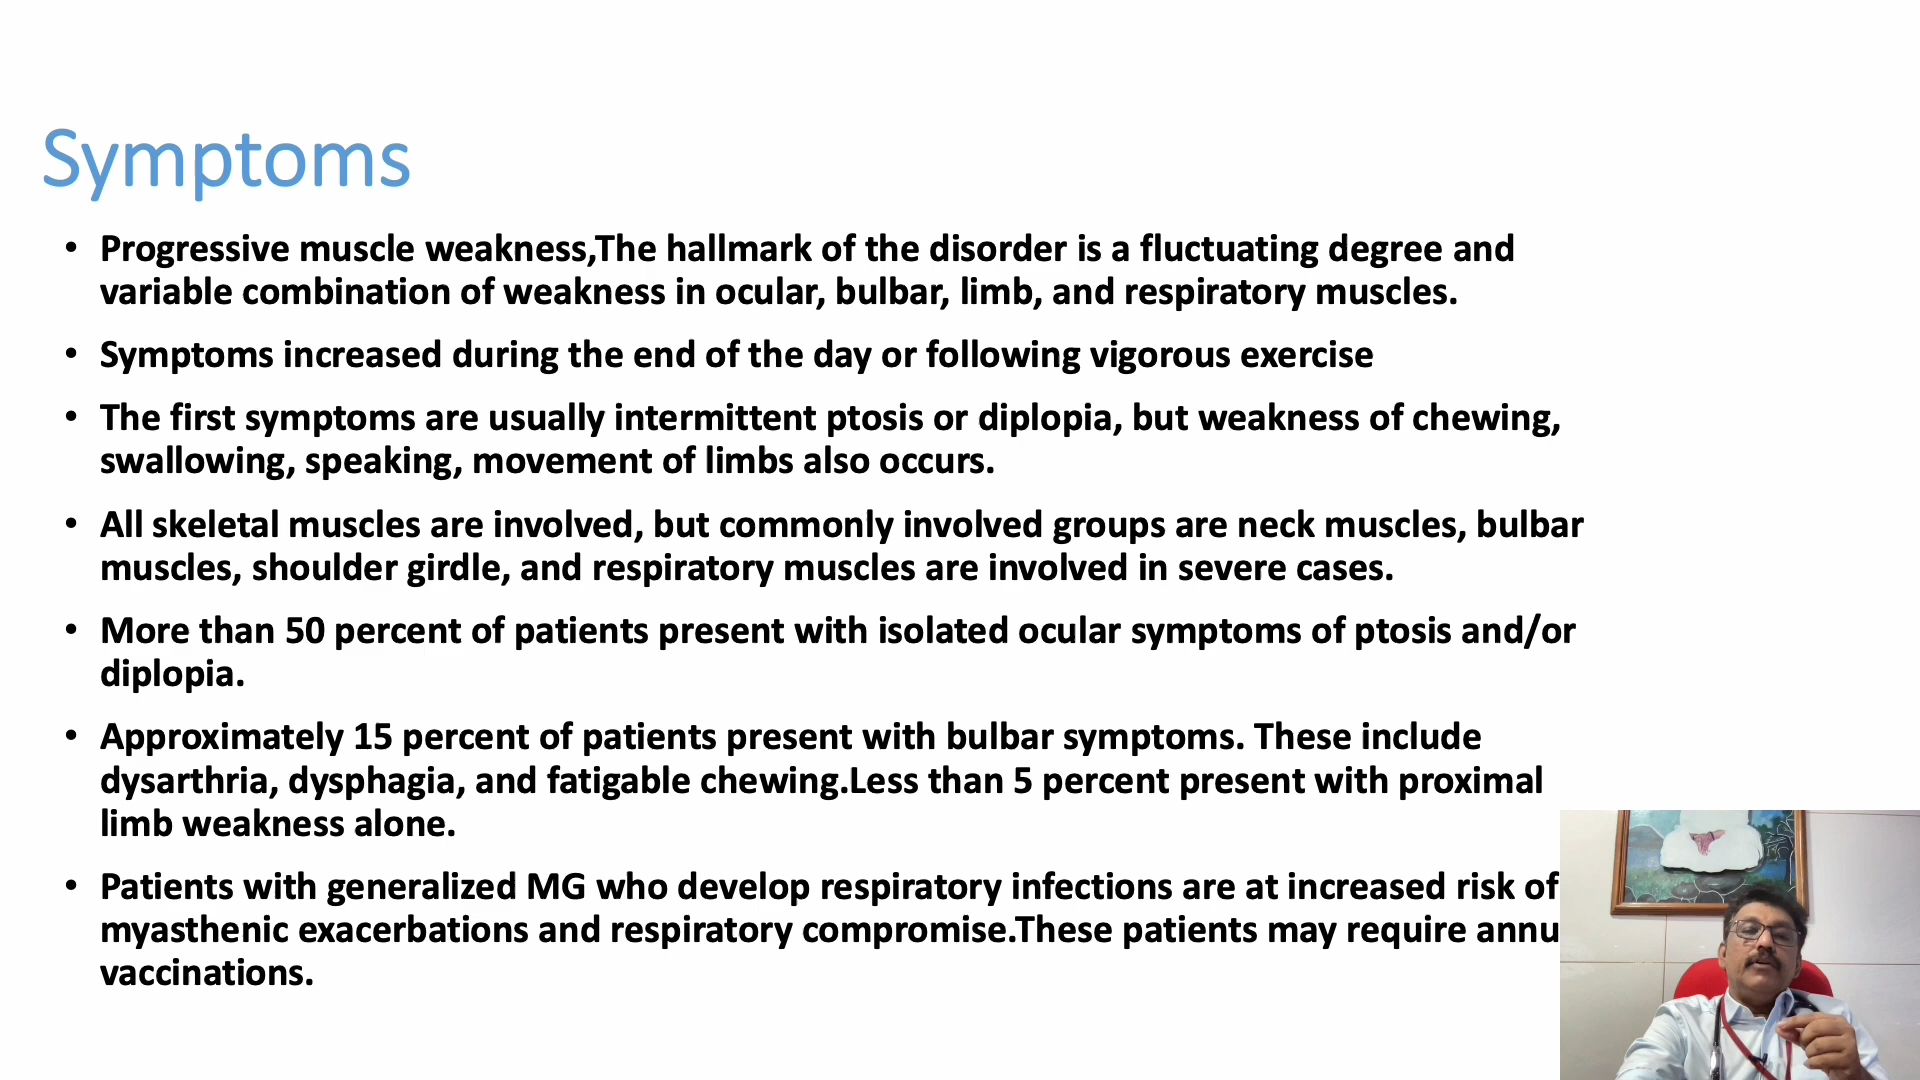 Symptoms
• Progressive muscle weakness,The hallmark of the disorder is a fluctuating degree and
variable combination of weakness in ocular, bulbar, limb, and respiratory muscles.
• Symptoms increased during the end of the day or following vigorous exercise
• The first symptoms are usually intermittent ptosis or diplopia, but weakness of chewing,
swallowing, speaking, movement of limbs also occurs.
• All skeletal muscles are involved, but commonly involved groups are neck muscles, bulbar
muscles, shoulder girdle, and respiratory muscles are involved in severe cases.
• More than 50 percent of patients present with isolated ocular symptoms of ptosis and/or
diplopia.
• Approximately 15 percent of patients present with bulbar symptoms. These include
dysarthria, dysphagia, and fatigable chewing.Less than 5 percent present with proximal
limb weakness alone.
• Patients with generalized MG who develop respiratory infections are at increased risk of
myasthenic exacerbations and respiratory compromise.These patients may require annu
vaccinations.